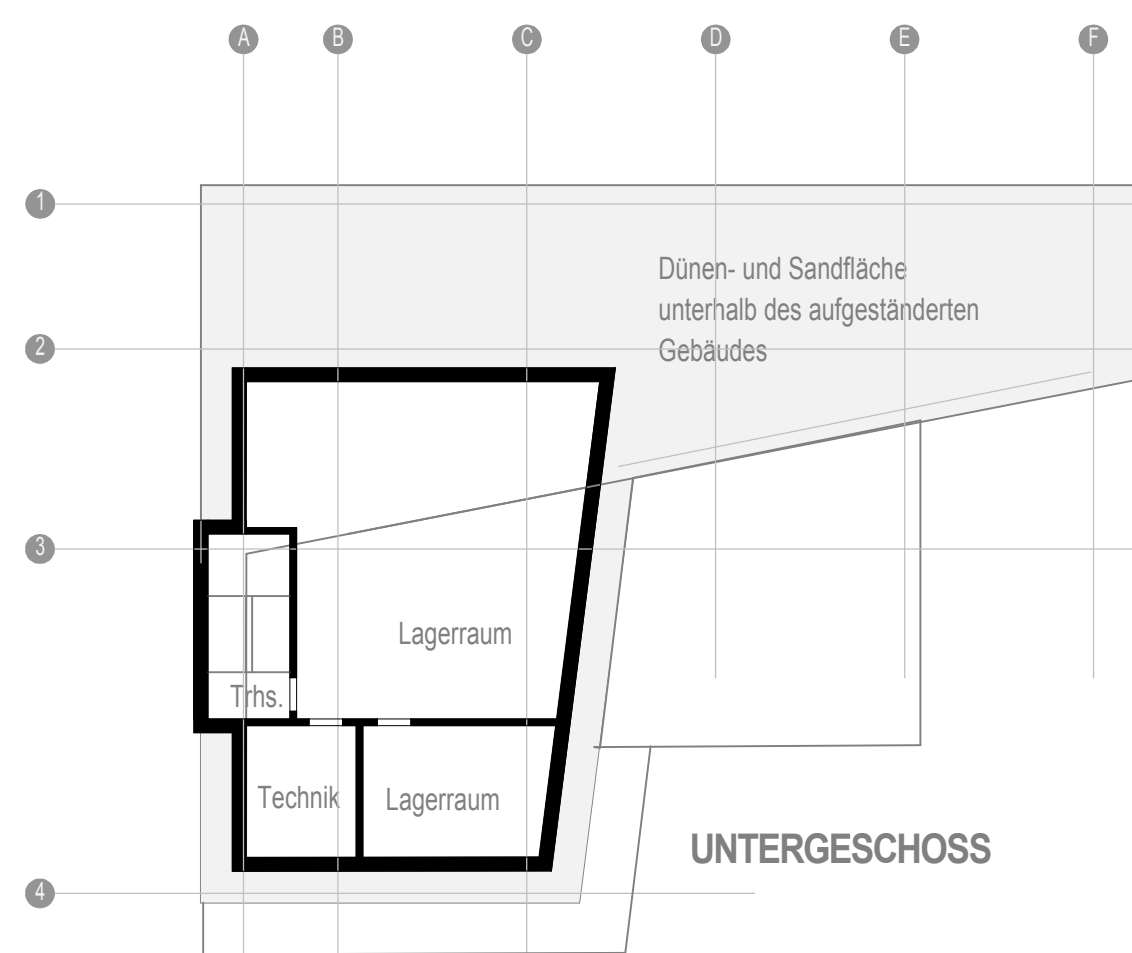 A B C D E F
1
Dünen- und Sandfläche
unterhalb des aufgeständerten
2
Gebäudes
3
Lagerraum
Trhs.
Technik
Lagerraum
UNTERGESCHOSS
4